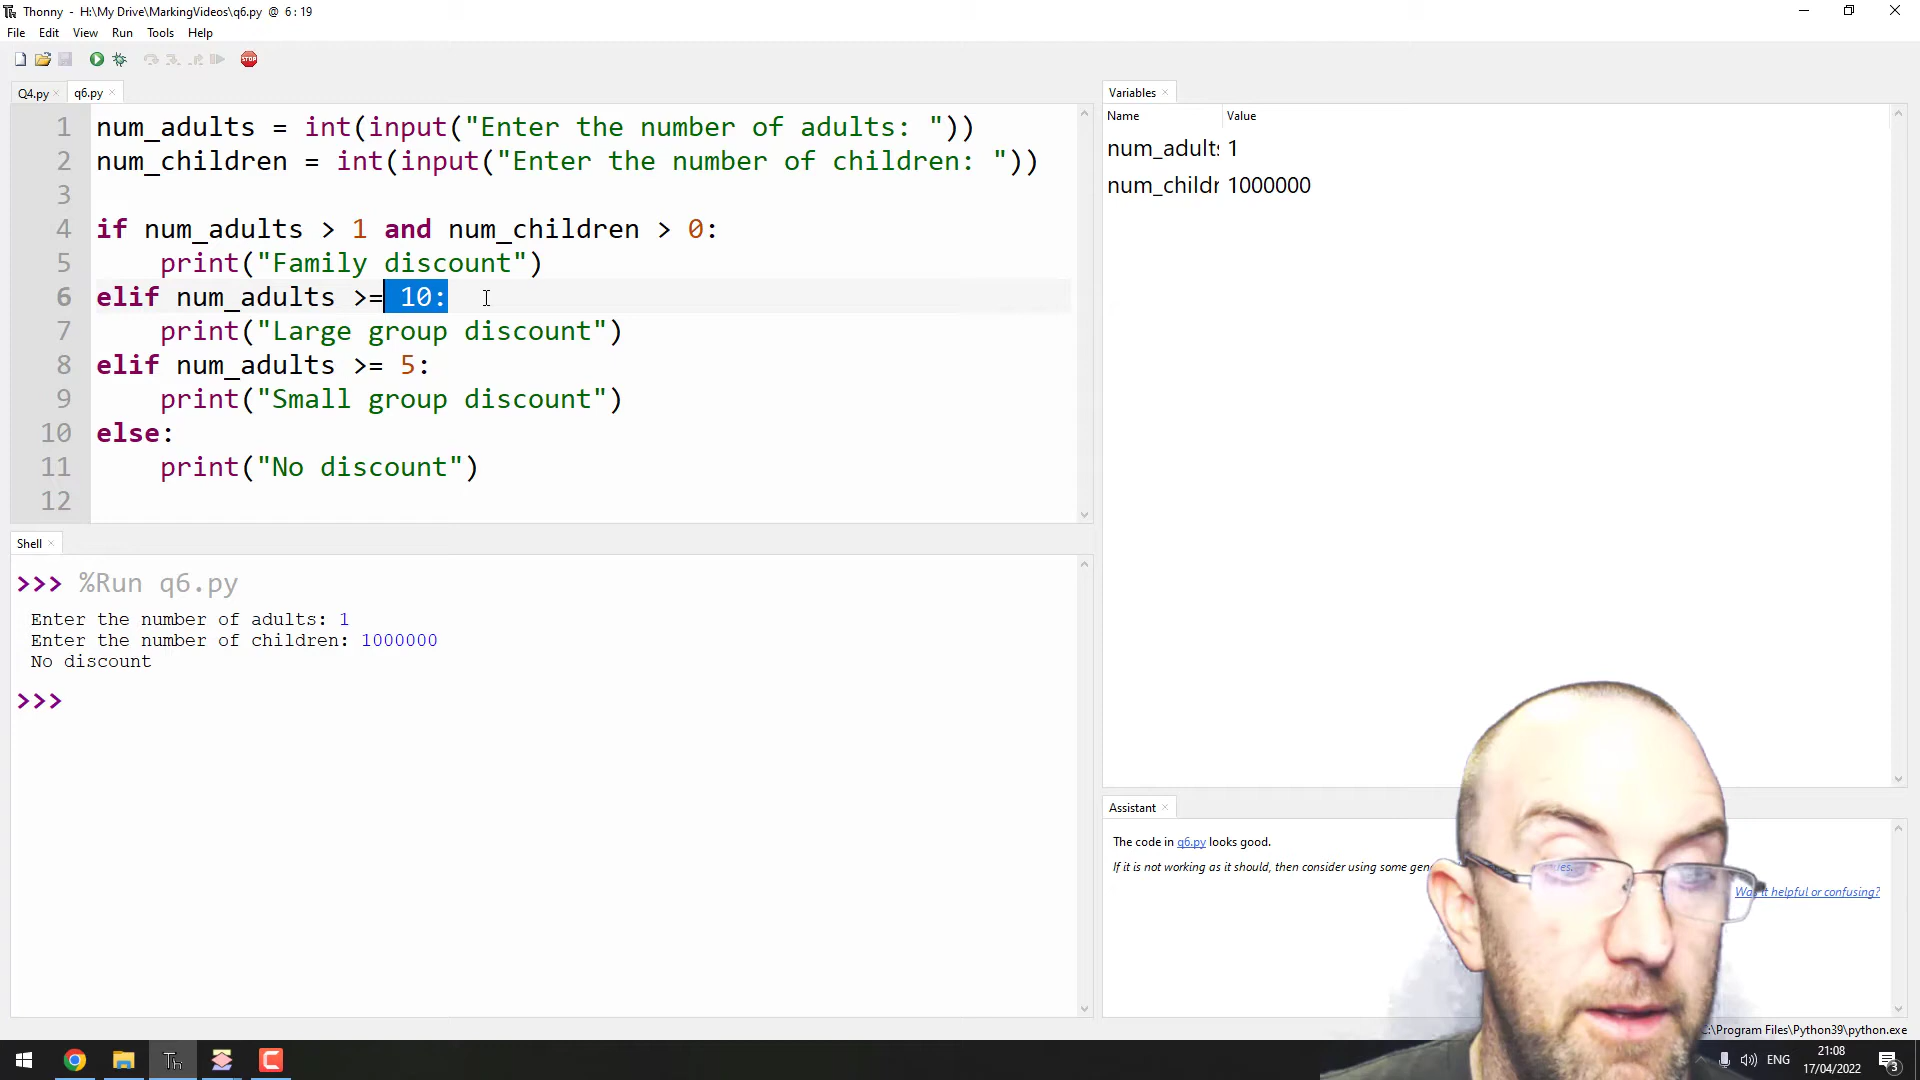 Thonny - H:\My Drive\MarkingVideos\q6.py @ 6 : 19
File Edit View Run Tools Help
STOP
Q4.py q6.py
1 num_adults = int(input("Enter the number of adults: "))
2 num_children = int(input("Enter the number of children: "))
3
4 if num_adults > 1 and num_children > 0:
5 print("Family discount")
6 elif num_adults >= 10:
7 print("Large group discount")
8 elif num_adults >= 5:
9 print("Small group discount")
10 else:
11 print("No discount")
12
Shell
>>> %Run q6.py
Enter the number of adults: 1
Enter the number of children: 1000000
No discount
>>>
Variables
Name Value
num_adults 1
num_childr 1000000
Assistant
The code in q6.py looks good.
If it is not working as it should, then consider using some
it helpful or confusing?
C:\Program Files\Python39\python.exe
Th
ENG
21:08
17/04/2022
3